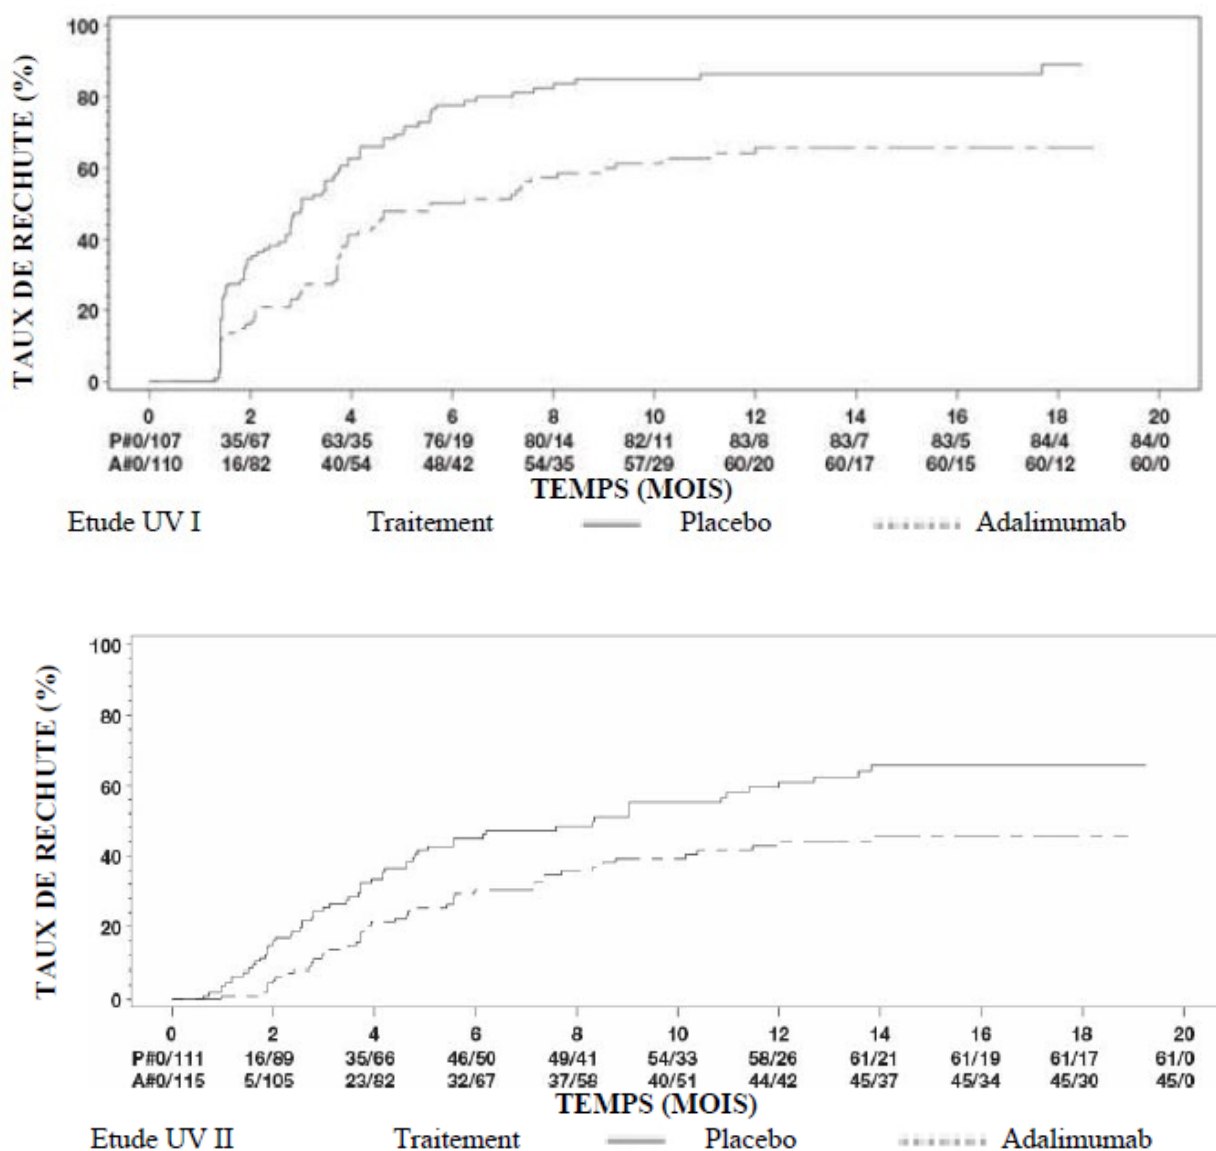 100
80
60
40
20
0
TAUX DE RECHUTE (%)
0 2 4 6 8 10 12 14 16 18 20
P#0/107 35/67 63/35 76/19 80/14 82/11 83/8 83/7 83/5 84/4 84/0
A#0/110 16/82 40/54 48/42 54/35 57/29 60/20 60/17 60/15 60/12 60/0
TEMPS (MOIS)
Etude UV I Traitement Placebo Adalimumab
100
80
60
40
20
0
TAUX DE RECHUTE (%)
0 2 4 6 8 10 12 14 16 18 20
P#0/111 16/89 35/66 46/50 49/41 54/33 58/26 61/21 61/19 61/17 61/0
A#0/115 5/105 23/82 32/67 37/58 40/51 44/42 45/37 45/34 45/30 45/0
TEMPS (MOIS)
Etude UV II Traitement Placebo Adalimumab